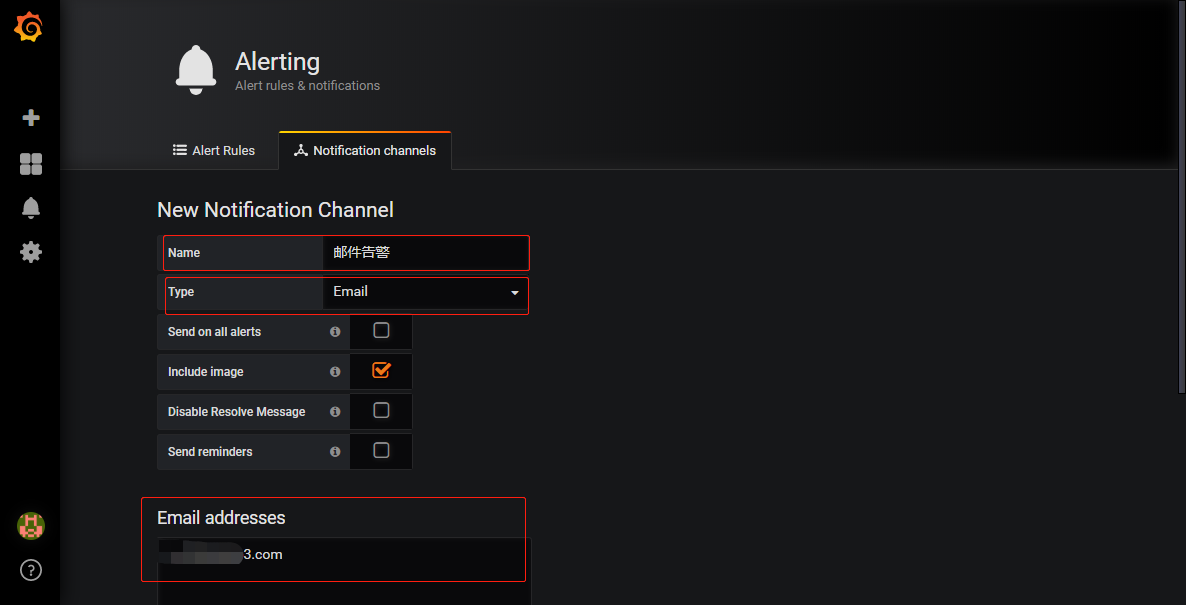 Alerting
Alert rules & notifications
Alert Rules
Notification channels
New Notification Channel
Name 邮件告警
Type Email
Send on all alerts
Include image
Disable Resolve Message
Send reminders
Email addresses
3.com